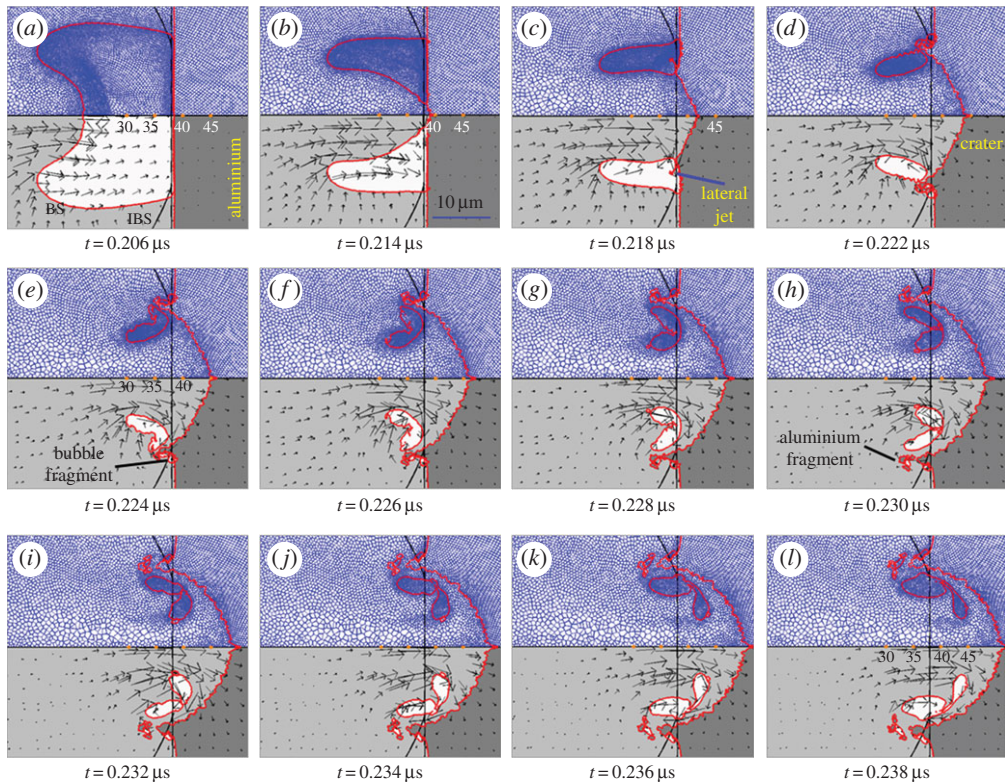 (a)
(b)
(c)
(d)
30 35 40 45
40 45
45
aluminium
crater
BS
IBS
10 µm
lateral
jet
t = 0.206 µs
t = 0.214 µs
t = 0.218 µs
t = 0.222 µs
(e)
(f)
(g)
(h)
30 35 40
bubble
fragment
aluminium
fragment
t = 0.224 µs
t = 0.226 µs
t = 0.228 µs
t = 0.230 µs
(i)
(j)
(k)
(l)
30 35 40 45
t = 0.232 µs
t = 0.234 µs
t = 0.236 µs
t = 0.238 µs